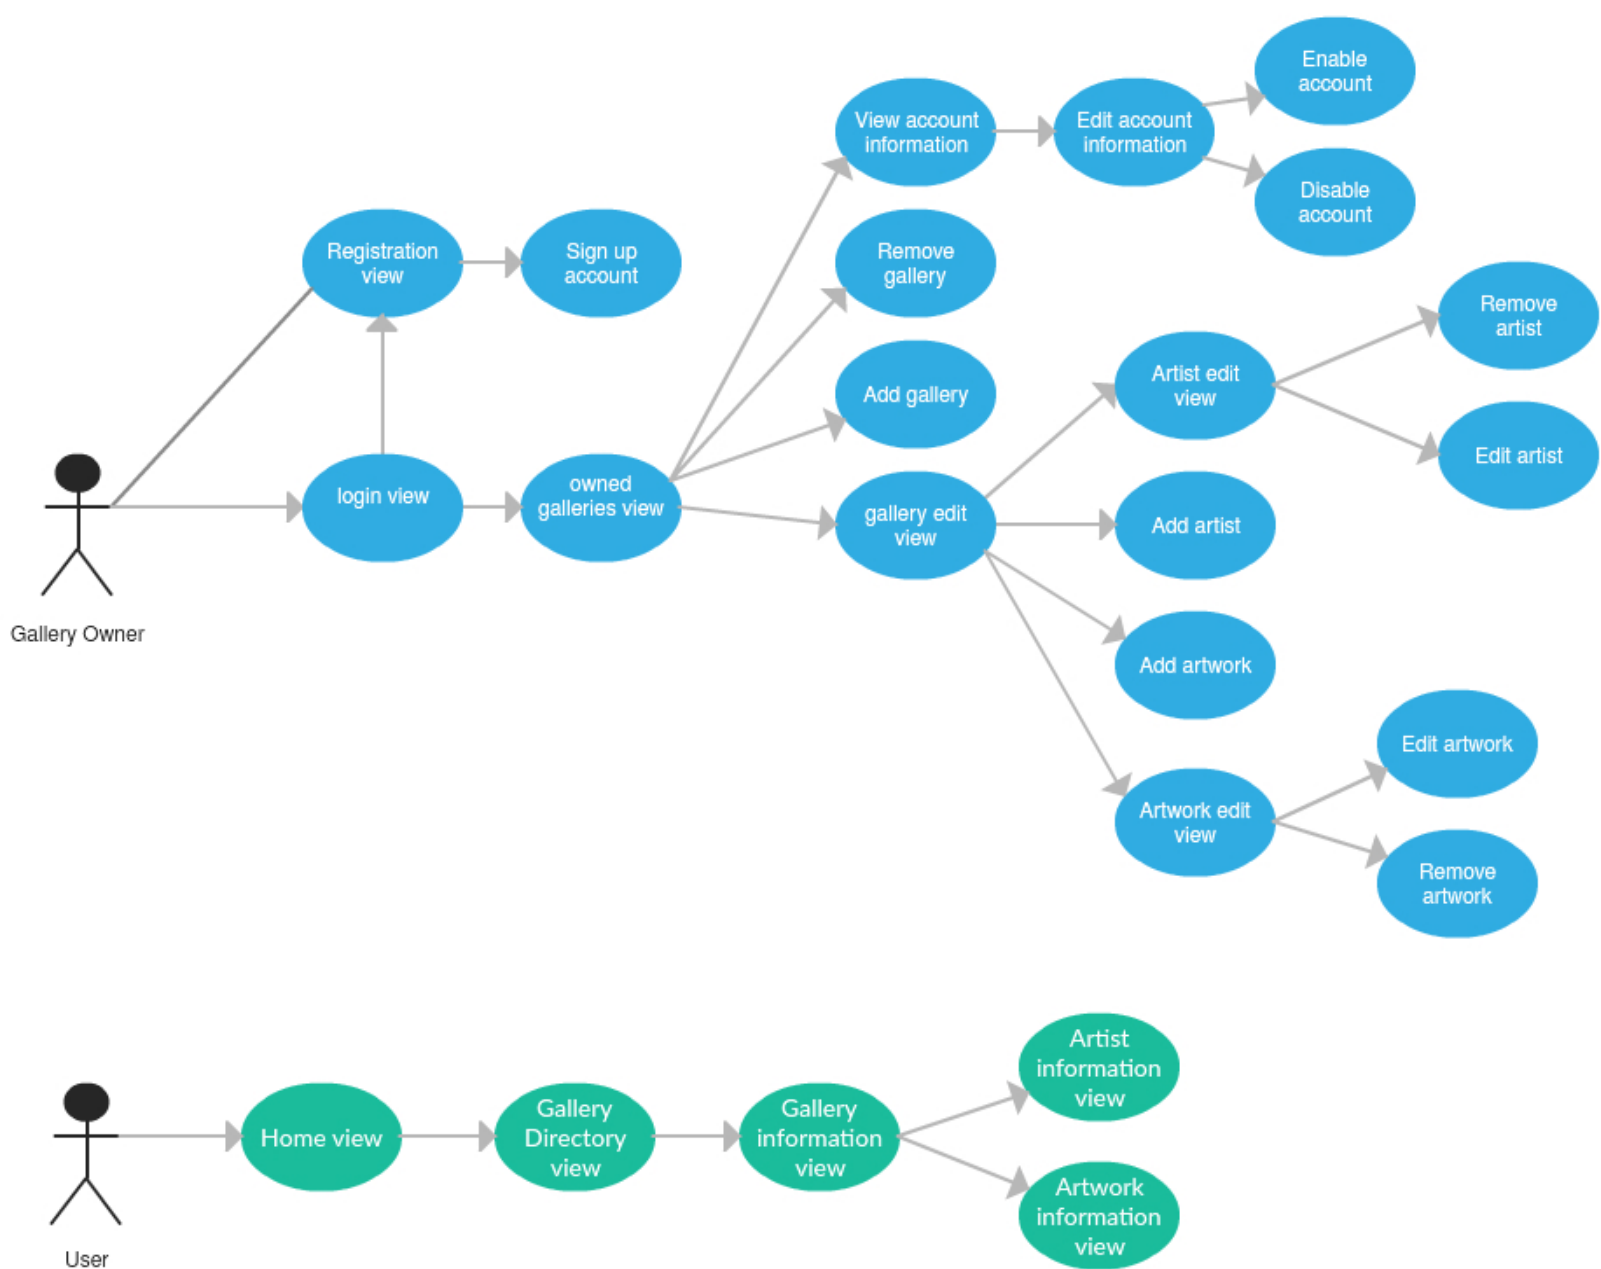 Enable
account
View account
information
Edit account
information
Disable
account
Registration
view
Sign up
account
Remove
gallery
Remove
artist
Artist edit
view
Add gallery
Edit artist
login view
owned
galleries view
gallery edit
view
Add artist
Gallery Owner
Add artwork
Edit artwork
Artwork edit
view
Remove
artwork
Artist
information
view
Home view
Gallery
Directory
view
Gallery
information
view
Artwork
information
view
User